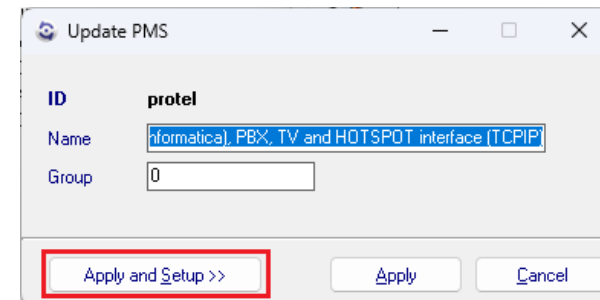 Update PMS
ID protel
Name nformatica), PBX, TV and HOTSPOT interface (TCPIP)
Group 0
Apply and Setup >> Apply Cancel